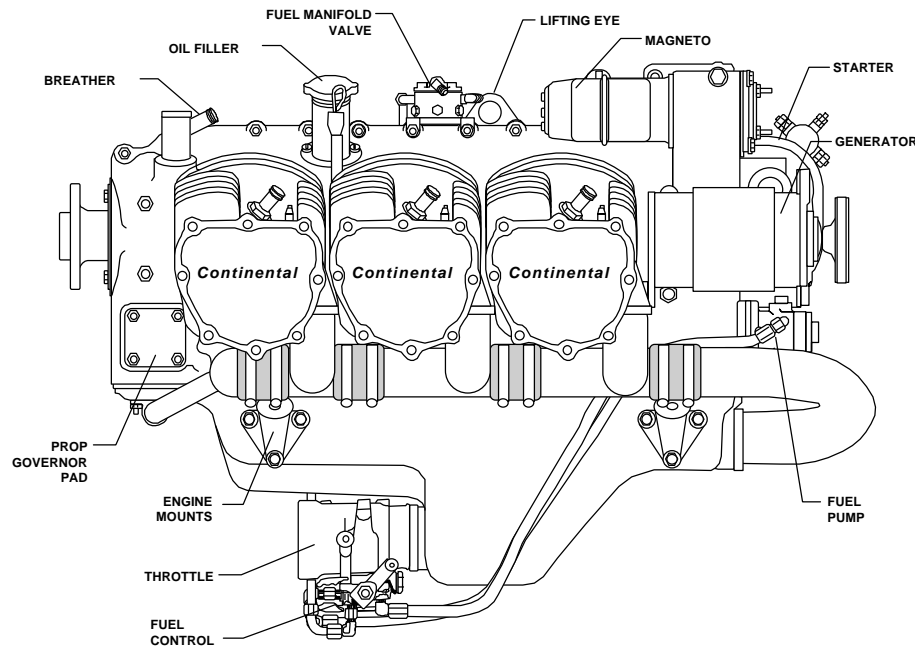 FUEL MANIFOLD
VALVE
LIFTING EYE
OIL FILLER
MAGNETO
BREATHER
STARTER
GENERATOR
Continental
Continental
Continental
PROP
GOVERNOR
PAD
ENGINE
MOUNTS
FUEL
PUMP
THROTTLE
FUEL
CONTROL